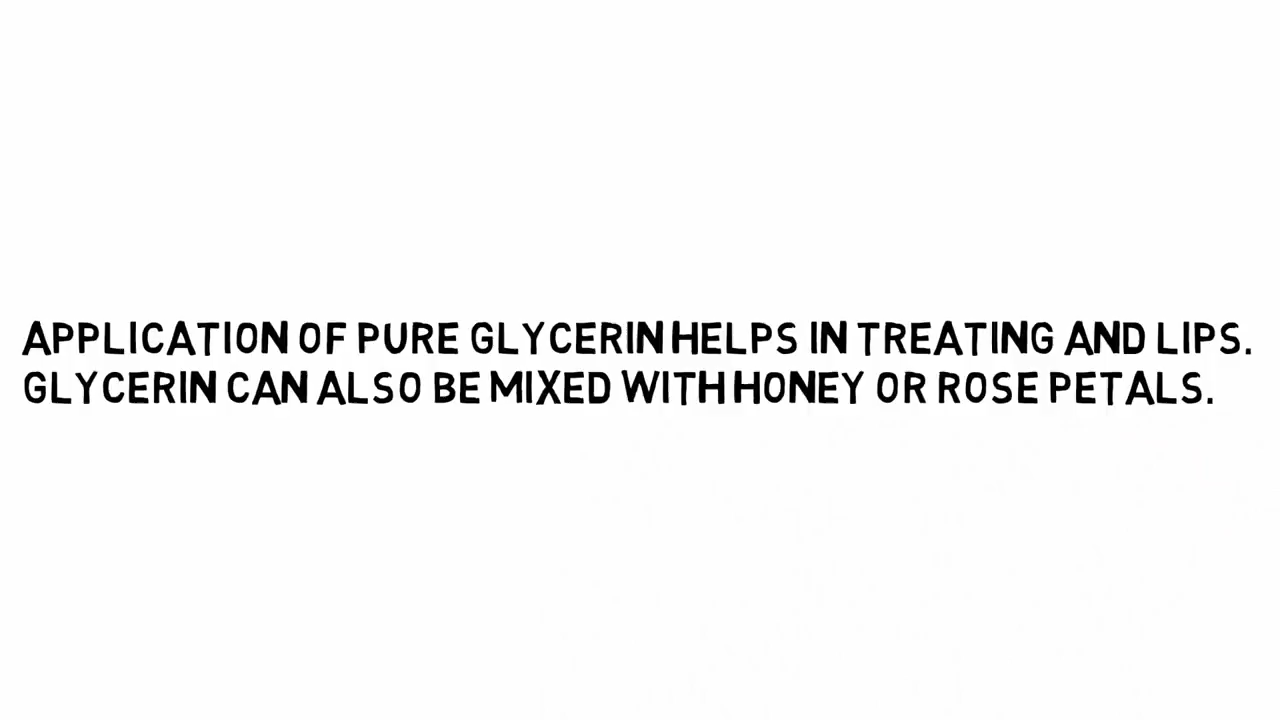 APPLICATION OF PURE GLYCERIN HELPS IN TREATING AND LIPS.
GLYCERIN CAN ALSO BE MIXED WITH HONEY OR ROSE PETALS.